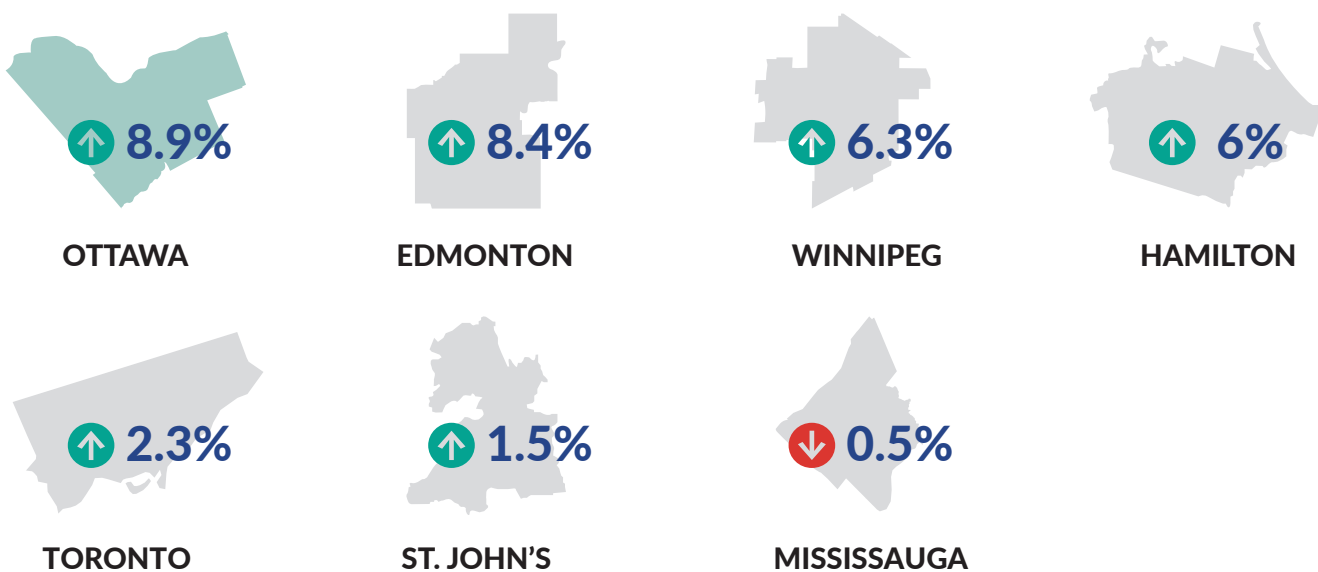 8.9% 8.4% 6.3% 6%
OTTAWA EDMONTON WINNIPEG HAMILTON
2.3% 1.5% 0.5%
TORONTO ST. JOHN’S MISSISSAUGA